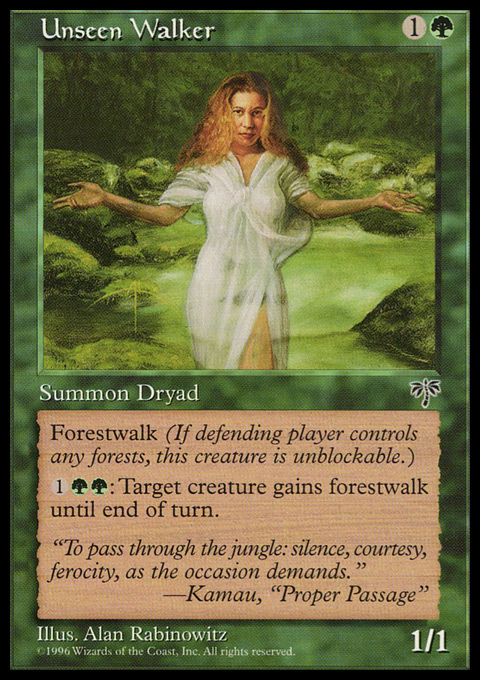 Unseen Walker 1
Summon Dryad
Forestwalk (If defending player controls
any forests, this creature is unblockable.)
1 : Target creature gains forestwalk
until end of turn.
“To pass through the jungle: silence, courtesy,
ferocity, as the occasion demands.”
—Kamau, “Proper Passage”
Illus. Alan Rabinowitz
©1996 Wizards of the Coast, Inc. All rights reserved.
1/1